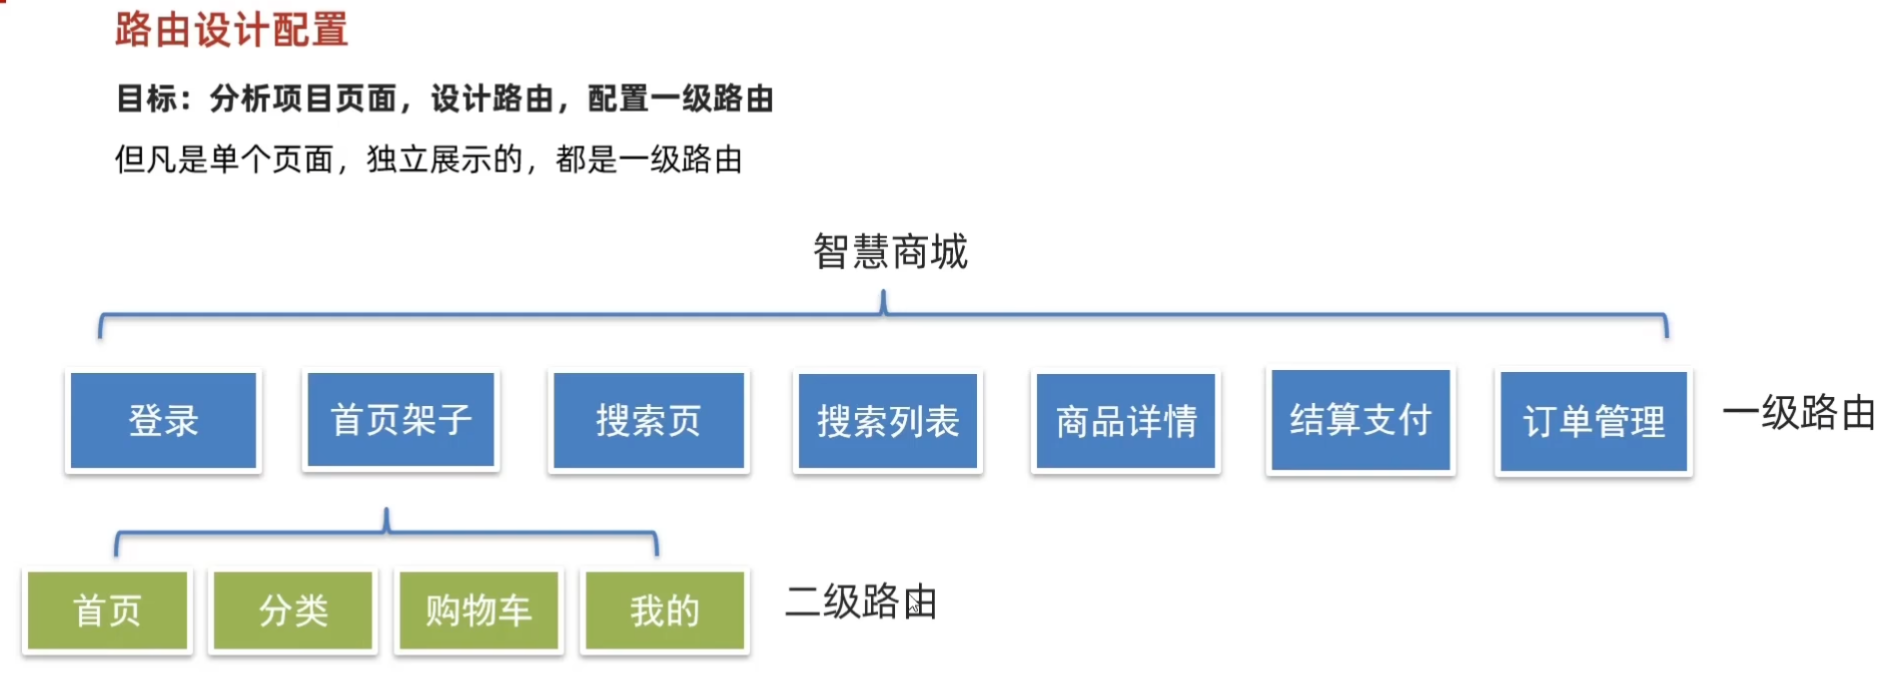 路由设计配置
目标：分析项目页面，设计路由，配置一级路由
但凡是单个页面，独立展示的，都是一级路由
智慧商城
登录
首页架子
搜索页
搜索列表
商品详情
结算支付
订单管理
一级路由
首页
分类
购物车
我的
二级路由